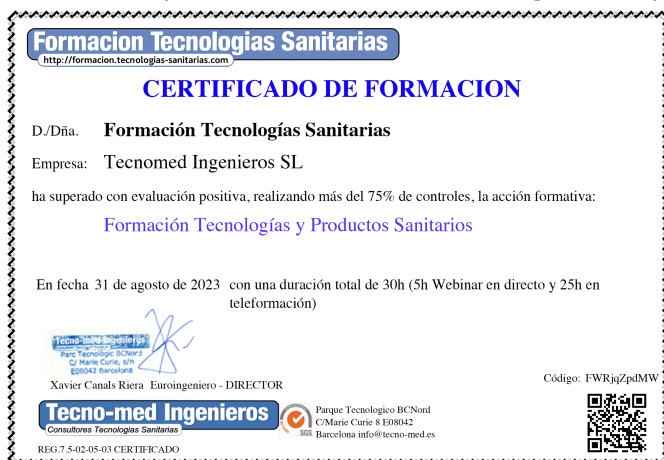 Formacion Tecnologias Sanitarias
http://formacion.tecnologias-sanitarias.com
CERTIFICADO DE FORMACION
D./Dña. Formación Tecnologías Sanitarias
Empresa: Tecnomed Ingenieros SL
ha superado con evaluación positiva, realizando más del 75% de controles, la acción formativa:
Formación Tecnologías y Productos Sanitarios
En fecha 31 de agosto de 2023 con una duración total de 30h (5h Webinar en directo y 25h en
teleformación)
Tecno-med Ingenieros
Parc Tecnològic BCNord
C/ Marie Curie, s/n
E08042 Barcelona
Xavier Canals Riera Euroingeniero - DIRECTOR
Código: FWRjqZpdMW
Tecno-med Ingenieros
Consultores Tecnologías Sanitarias
SGS
Parque Tecnologico BCNord
C/Marie Curie 8 E08042
Barcelona info@tecno-med.es
REG.7.5-02-05-03 CERTIFICADO